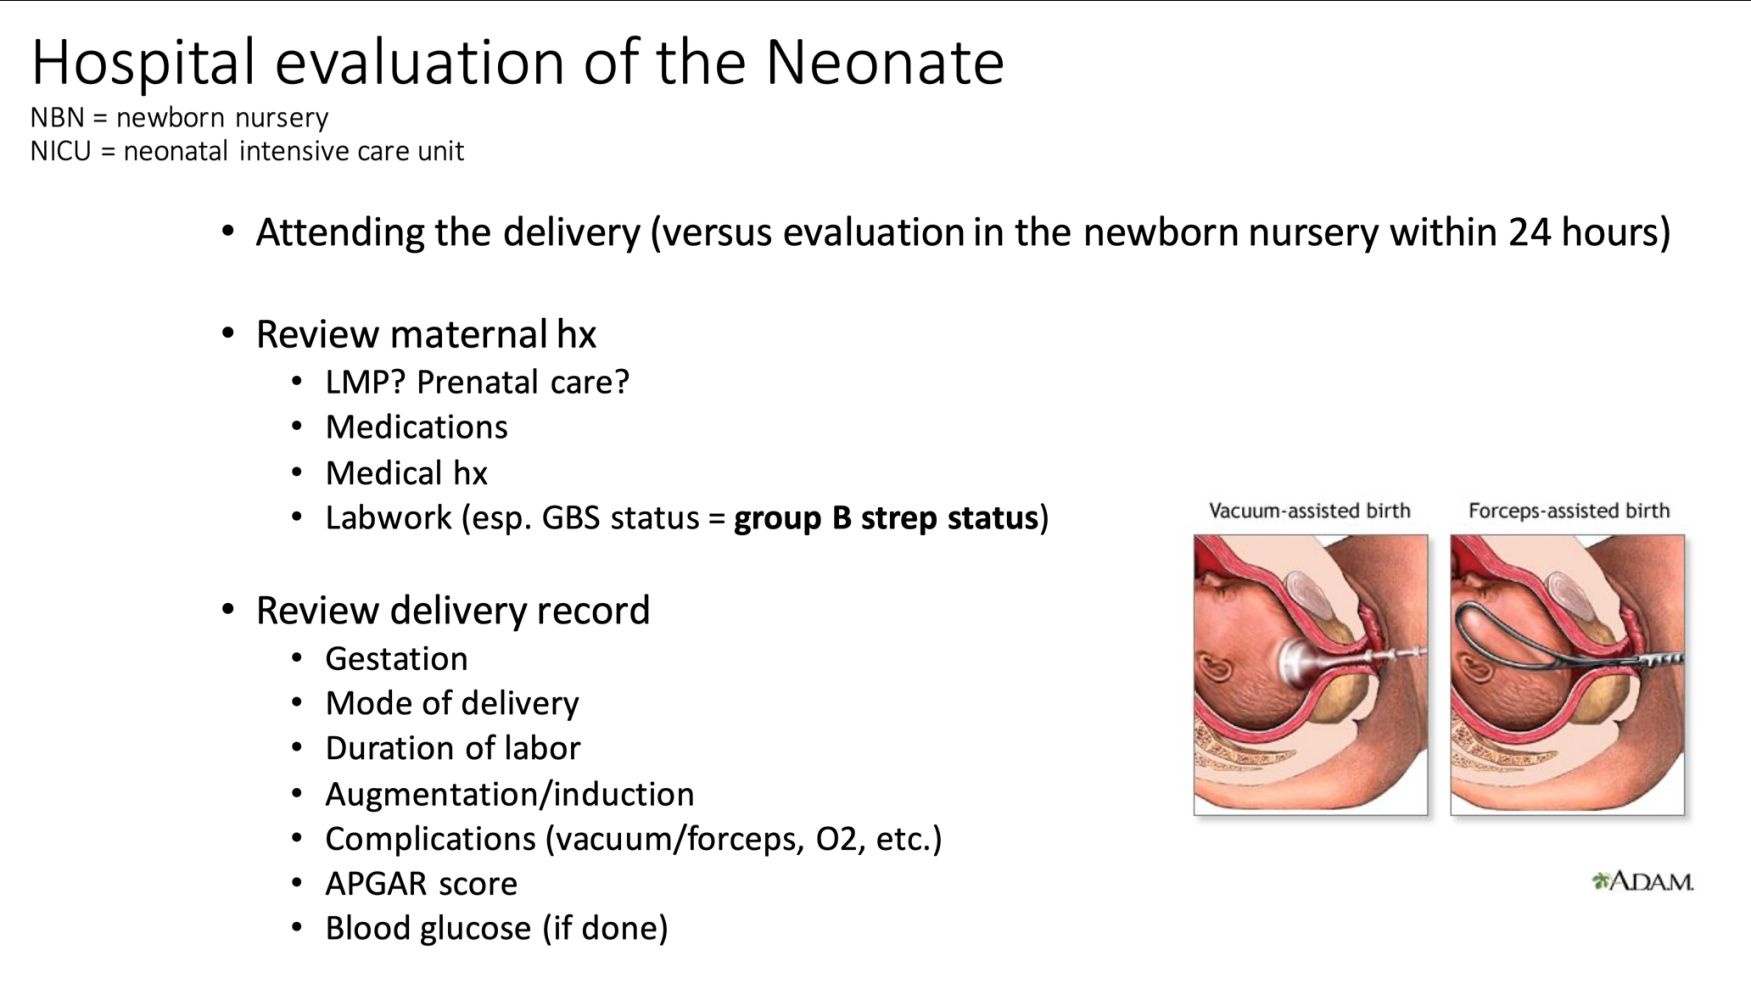 Hospital evaluation of the Neonate
NBN = newborn nursery
NICU = neonatal intensive care unit
• Attending the delivery (versus evaluation in the newborn nursery within 24 hours)
• Review maternal hx
• LMP? Prenatal care?
• Medications
• Medical hx
• Labwork (esp. GBS status = group B strep status)
• Review delivery record
• Gestation
• Mode of delivery
• Duration of labor
• Augmentation/induction
• Complications (vacuum/forceps, O2, etc.)
• APGAR score
• Blood glucose (if done)
Vacuum-assisted birth
Forceps-assisted birth
ADAM.